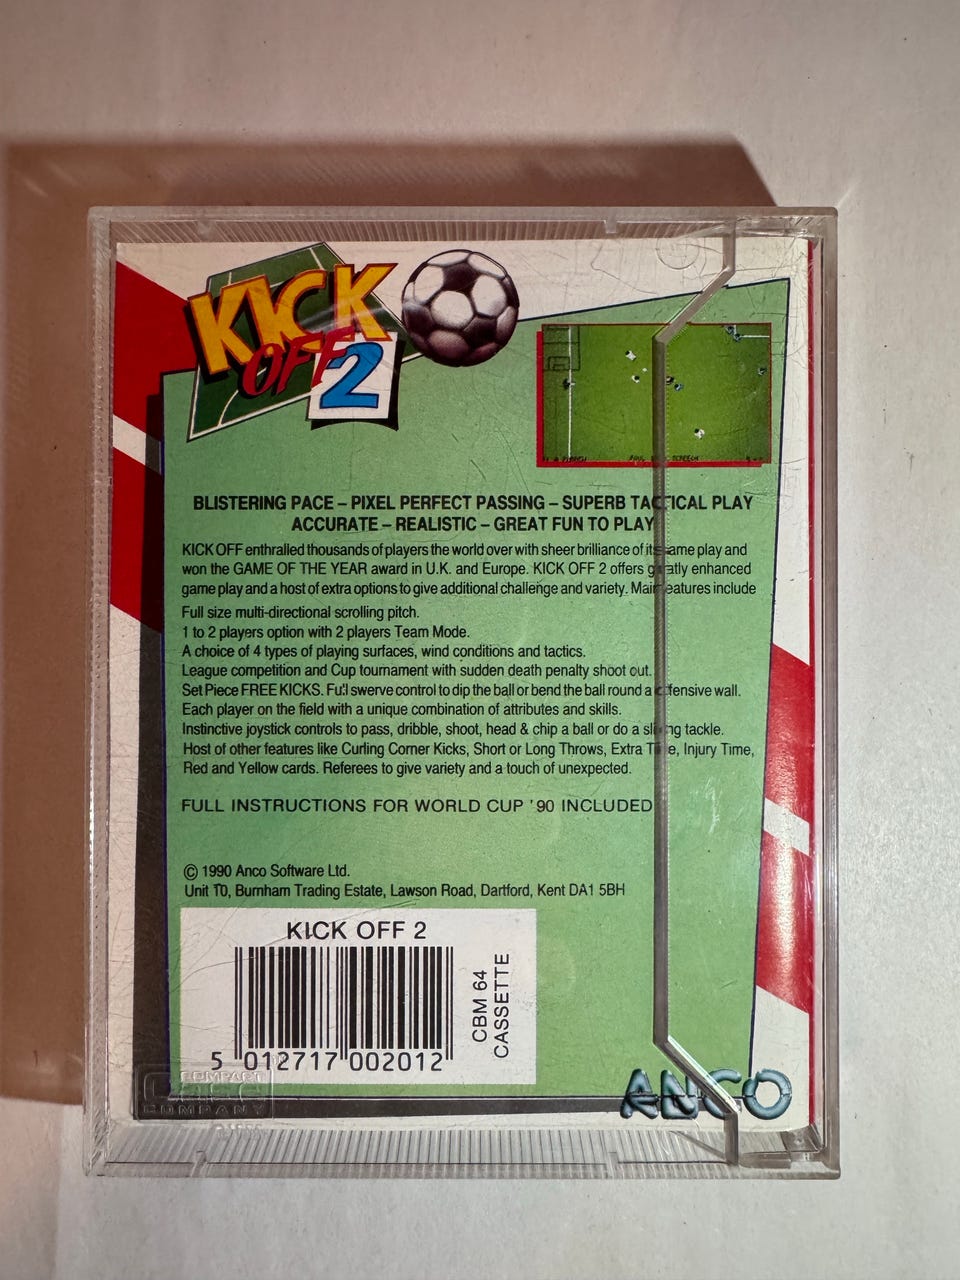 KICK
OFF 2
BLISTERING PACE – PIXEL PERFECT PASSING – SUPERB TACTICAL PLAY
ACCURATE – REALISTIC – GREAT FUN TO PLAY
KICK OFF enthralled thousands of players the world over with sheer brilliance of its game play and
won the GAME OF THE YEAR award in U.K. and Europe. KICK OFF 2 offers greatly enhanced
game play and a host of extra options to give additional challenge and variety. Main features include
Full size multi-directional scrolling pitch.
1 to 2 players option with 2 players Team Mode.
A choice of 4 types of playing surfaces, wind conditions and tactics.
League competition and Cup tournament with sudden death penalty shoot out.
Set Piece FREE KICKS. Full swerve control to dip the ball or bend the ball round a defensive wall.
Each player on the field with a unique combination of attributes and skills.
Instinctive joystick controls to pass, dribble, shoot, head & chip a ball or do a sliding tackle.
Host of other features like Curling Corner Kicks, Short or Long Throws, Extra Time, Injury Time,
Red and Yellow cards. Referees to give variety and a touch of unexpected.
FULL INSTRUCTIONS FOR WORLD CUP '90 INCLUDED
© 1990 Anco Software Ltd.
Unit 10, Burnham Trading Estate, Lawson Road, Dartford, Kent DA1 5BH
KICK OFF 2
CBM 64
CASSETTE
5 012717 002012
COMPANY
ANCO